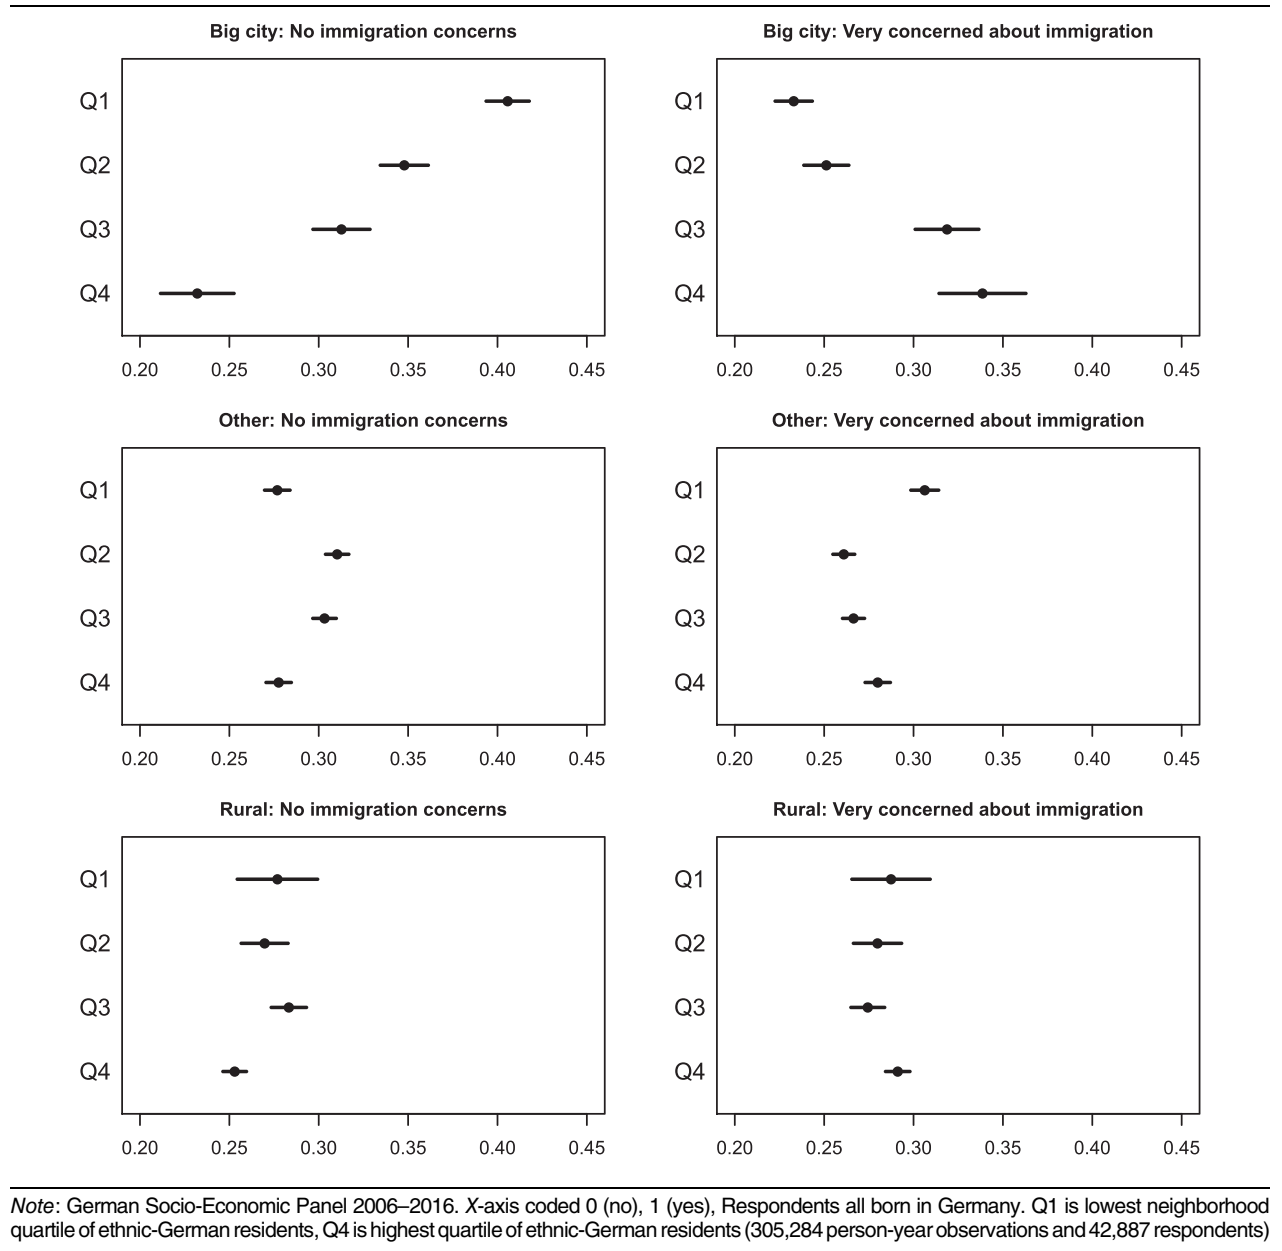 Big city: No immigration concerns
Q1
Q2
Q3
Q4
0.20 0.25 0.30 0.35 0.40 0.45
Big city: Very concerned about immigration
Q1
Q2
Q3
Q4
0.20 0.25 0.30 0.35 0.40 0.45
Other: No immigration concerns
Q1
Q2
Q3
Q4
0.20 0.25 0.30 0.35 0.40 0.45
Other: Very concerned about immigration
Q1
Q2
Q3
Q4
0.20 0.25 0.30 0.35 0.40 0.45
Rural: No immigration concerns
Q1
Q2
Q3
Q4
0.20 0.25 0.30 0.35 0.40 0.45
Rural: Very concerned about immigration
Q1
Q2
Q3
Q4
0.20 0.25 0.30 0.35 0.40 0.45
Note: German Socio-Economic Panel 2006–2016. X-axis coded 0 (no), 1 (yes), Respondents all born in Germany. Q1 is lowest neighborhood
quartile of ethnic-German residents, Q4 is highest quartile of ethnic-German residents (305,284 person-year observations and 42,887 respondents)